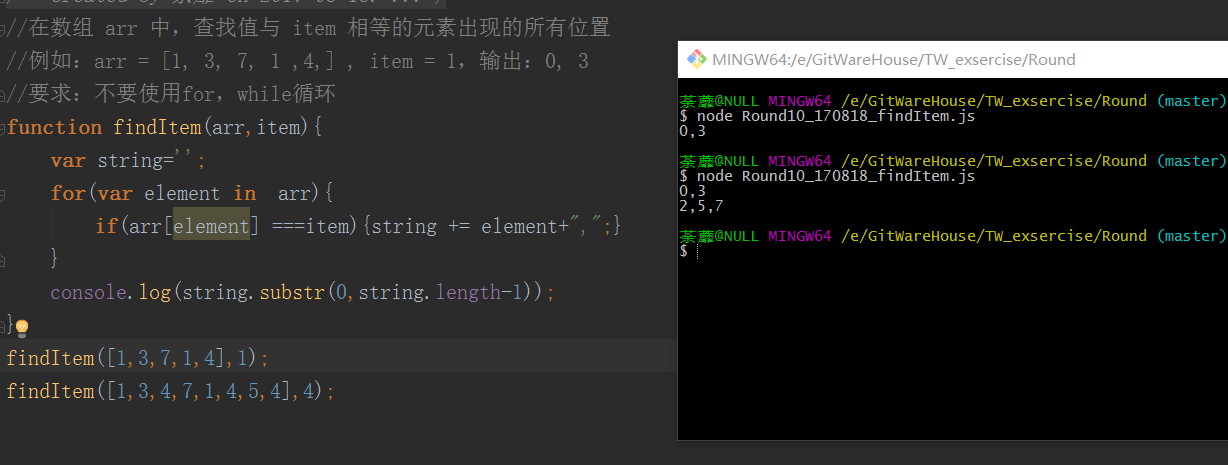 //在数组 arr 中，查找值与 item 相等的元素出现的所有位置
//例如：arr = [1, 3, 7, 1 ,4,] , item = 1，输出：0, 3
//要求：不要使用for，while循环
function findItem(arr,item){
    var string='';
    for(var element in  arr){
        if(arr[element] ===item){string += element+",";}
    }
    console.log(string.substr(0,string.length-1));
}
findItem([1,3,7,1,4],1);
findItem([1,3,4,7,1,4,5,4],4);
MINGW64:/e/GitWareHouse/TW_exsercise/Round
荼蘼@NULL MINGW64 /e/GitWareHouse/TW_exsercise/Round (master)
$ node Round10_170818_findItem.js
0,3
荼蘼@NULL MINGW64 /e/GitWareHouse/TW_exsercise/Round (master)
$ node Round10_170818_findItem.js
0,3
2,5,7
荼蘼@NULL MINGW64 /e/GitWareHouse/TW_exsercise/Round (master)
$